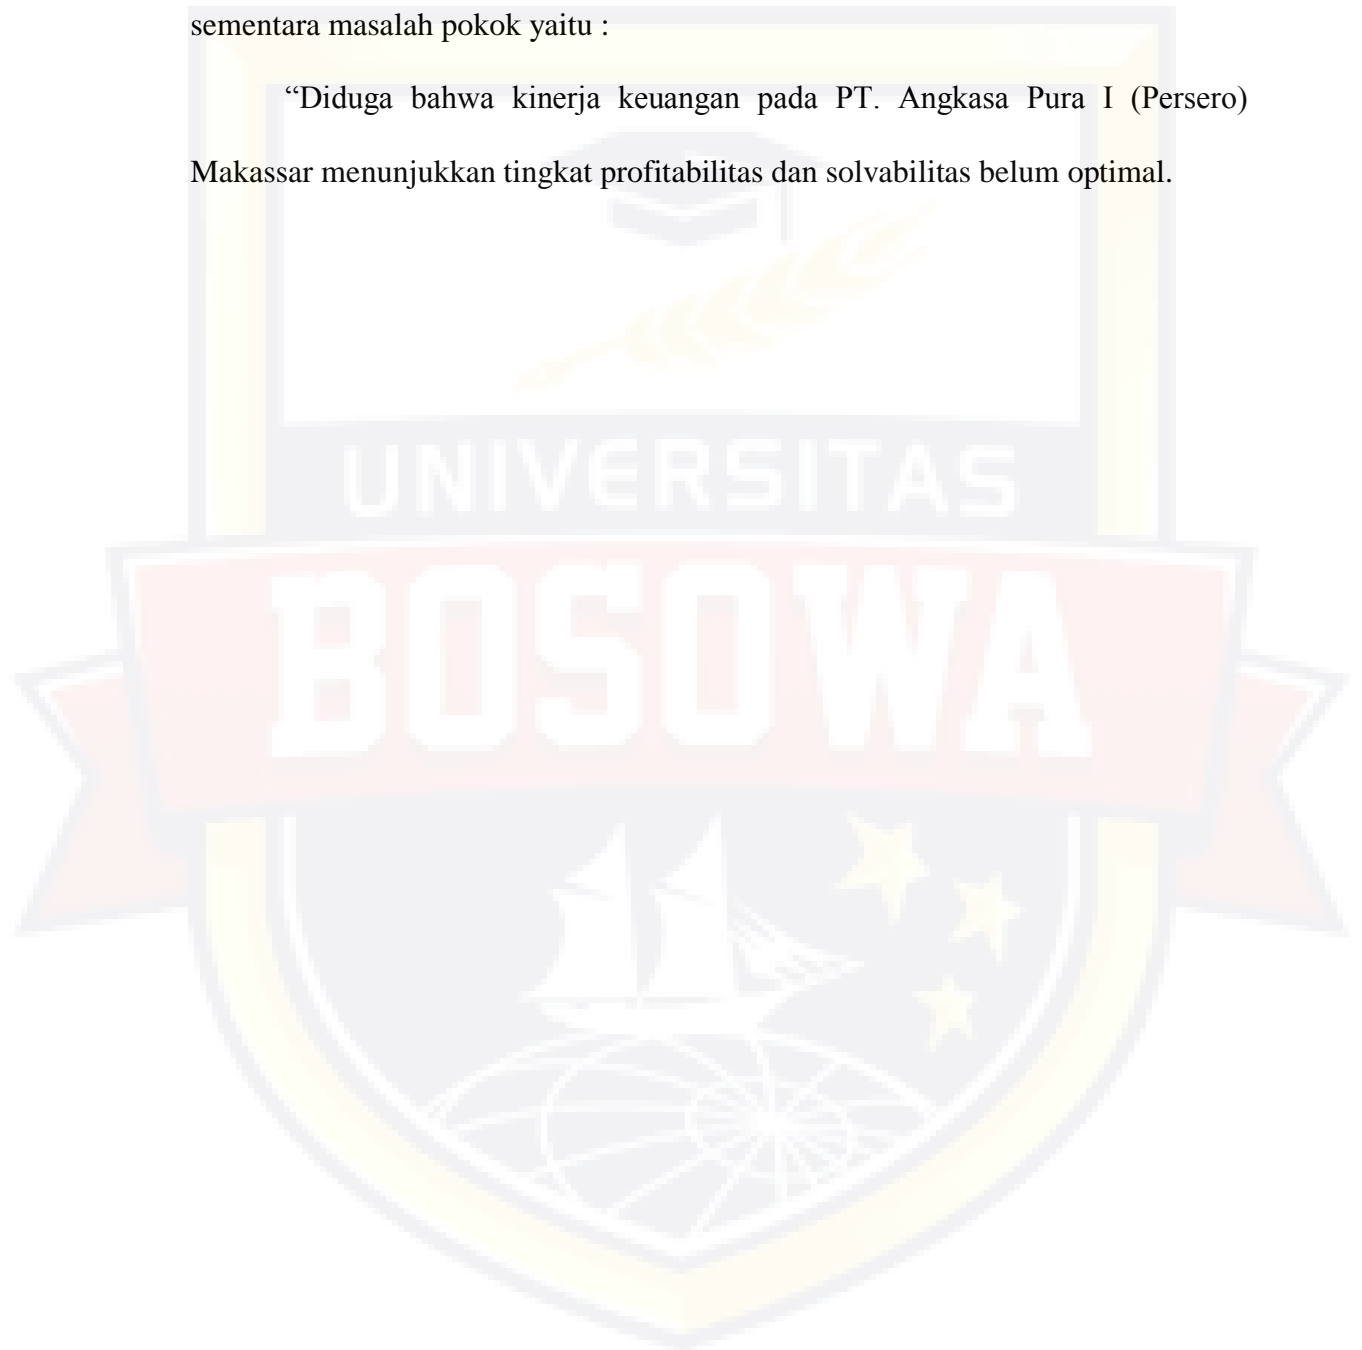 sementara masalah pokok yaitu :
“Diduga bahwa kinerja keuangan pada PT. Angkasa Pura I (Persero)
Makassar menunjukkan tingkat profitabilitas dan solvabilitas belum optimal.
UNIVERSITAS
BOSOWA